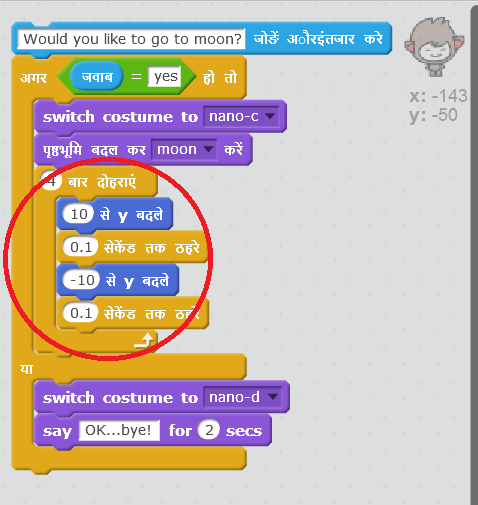 Would you like to go to moon? जोडें अौरइंतजार करे
अगर जवाब = yes हो तो
switch costume to nano-c
पृष्ठभूमि बदल कर moon करें
4 बार दोहराएं
10 से y बदले
0.1 सेकेंड तक ठहरे
-10 से y बदले
0.1 सेकेंड तक ठहरे
या
switch costume to nano-d
say OK...bye! for 2 secs
x: -143
y: -50